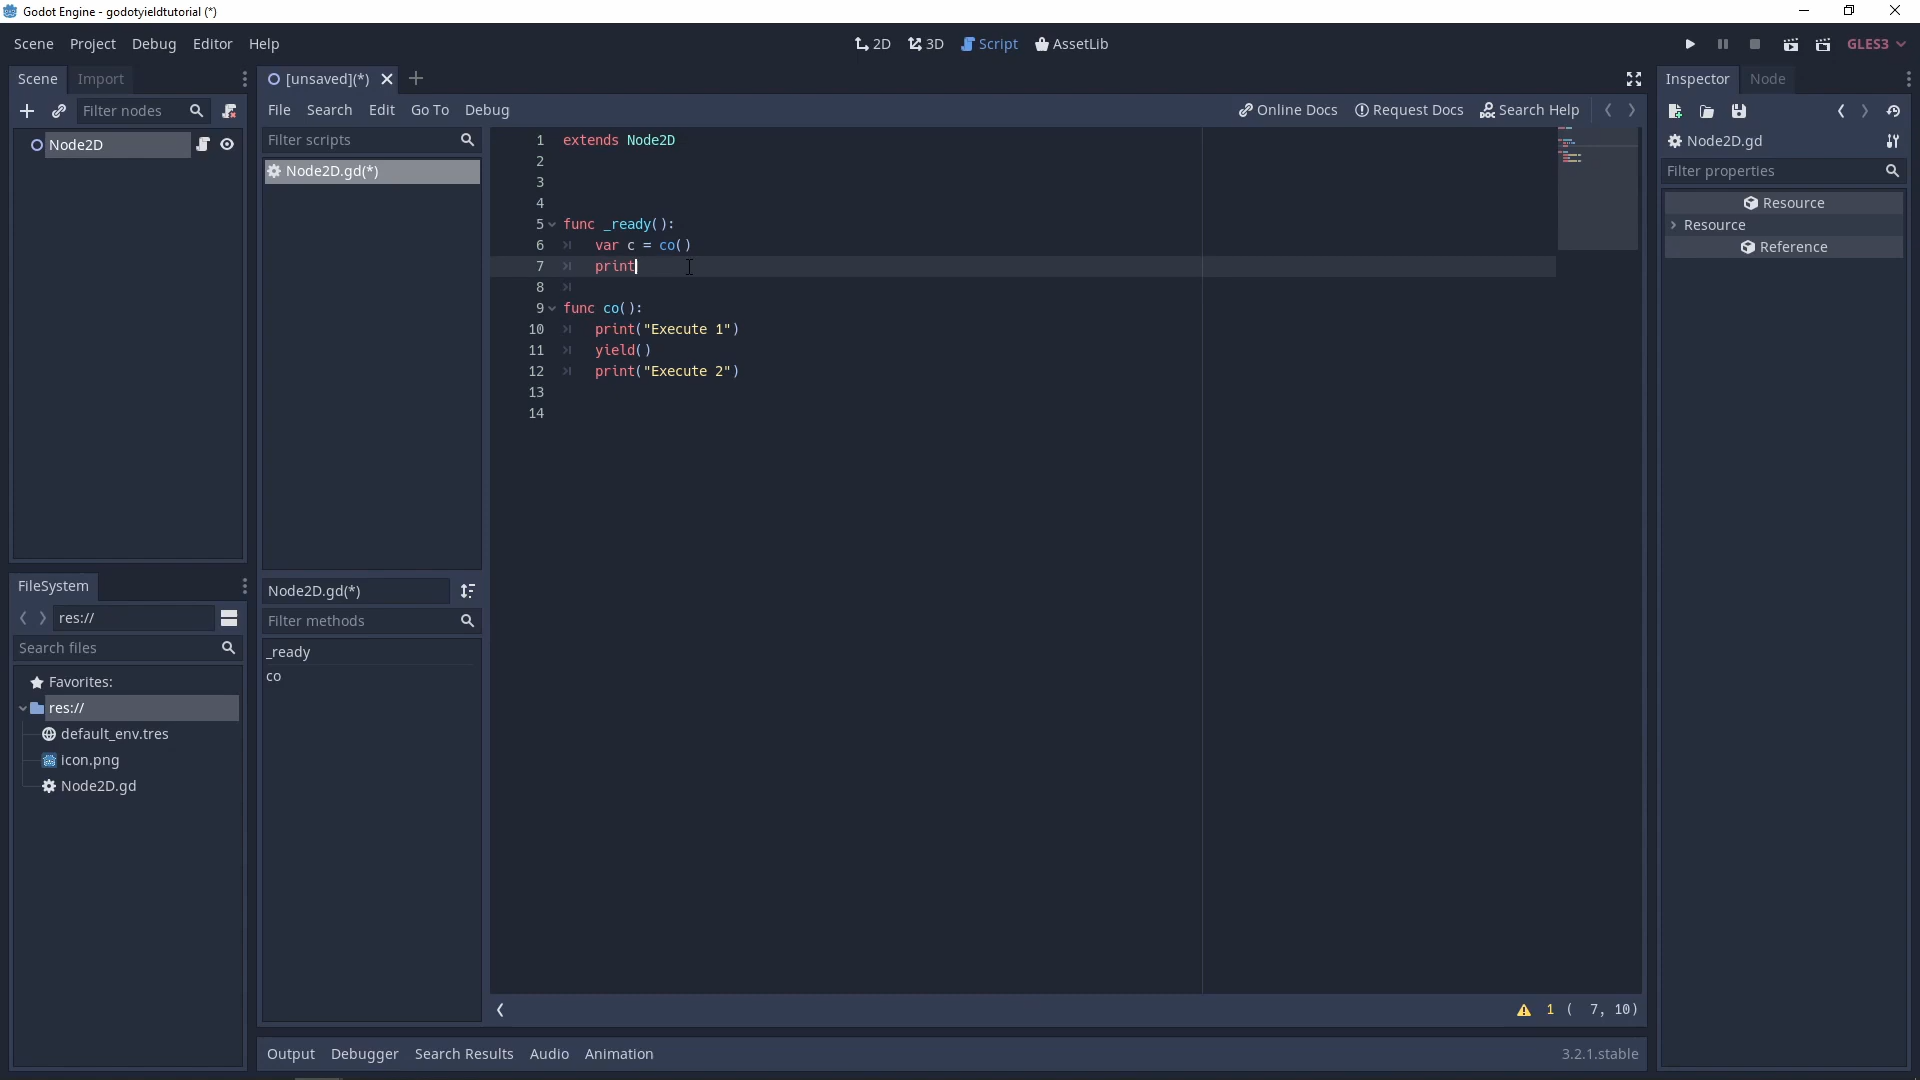 Godot Engine - godotyieldtutorial (*)
Scene Project Debug Editor Help
2D 3D Script AssetLib
GLES3
Scene Import
[unsaved](*)
Inspector Node
Filter nodes
File Search Edit Go To Debug
Online Docs Request Docs Search Help
Node2D
Filter scripts
Node2D.gd(*)
Node2D.gd
Filter properties
Resource
Resource
Reference
1 extends Node2D
2
3
4
5 func _ready():
6 var c = co()
7 print
8
9 func co():
10 print("Execute 1")
11 yield()
12 print("Execute 2")
13
14
FileSystem
res://
Search files
Favorites:
res://
default_env.tres
icon.png
Node2D.gd
Node2D.gd(*)
Filter methods
_ready
co
1 ( 7, 10)
Output Debugger Search Results Audio Animation
3.2.1.stable